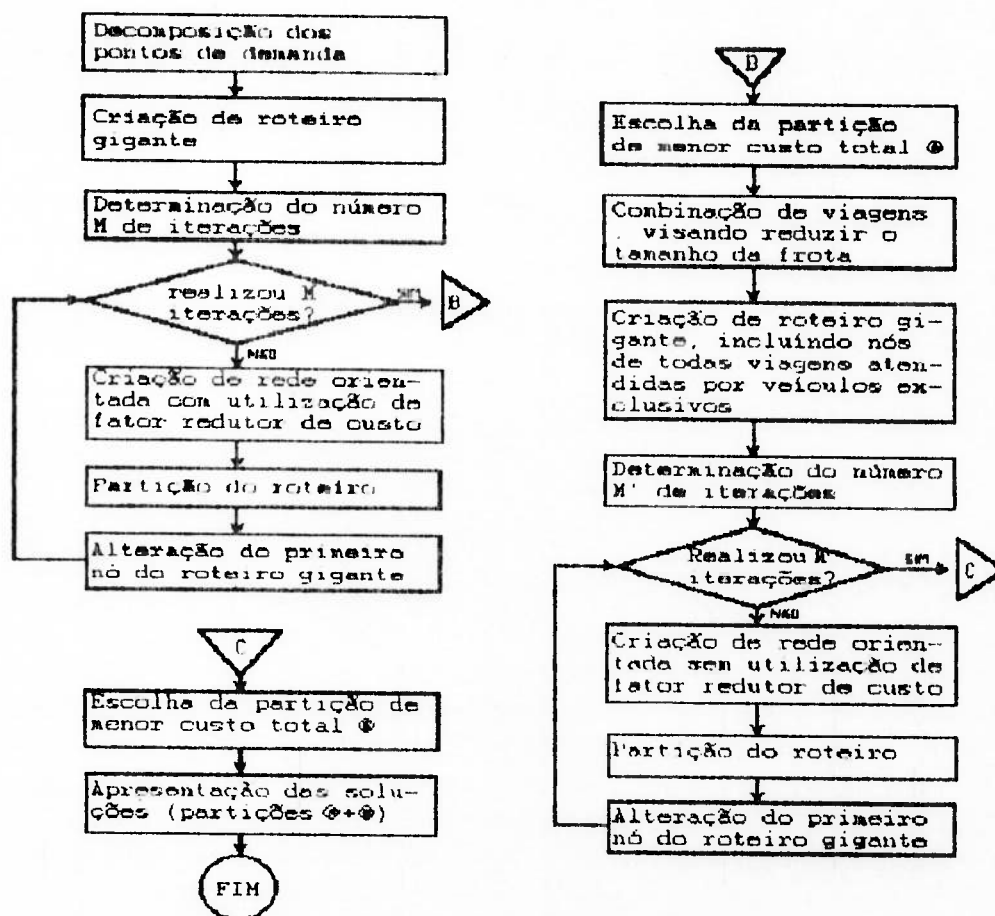 Decomposição dos
pontos de demanda
Criação de roteiro
gigante
Determinação do número
M de iterações
realizou M
iterações?
SIM
B
NÃO
Criação de rede orien-
tada com utilização de
fator redutor de custo
Partição do roteiro
Alteração do primeiro
nó do roteiro gigante
B
Escolha da partição
de menor custo total
Combinação de viagens
visando reduzir o
tamanho da frota
Criação de roteiro gi-
gante, incluíndo nós
de todas viagens aten-
didas por veículos ex-
clusivos
Determinação do número
M' de iterações
Realizou M'
iterações?
SIM
C
NÃO
Criação de rede orien-
tada sem utilização de
fator redutor de custo
Partição do roteiro
Alteração do primeiro
nó do roteiro gigante
C
Escolha da partição de
menor custo total
Apresentação das solu-
ções (partições
FIM